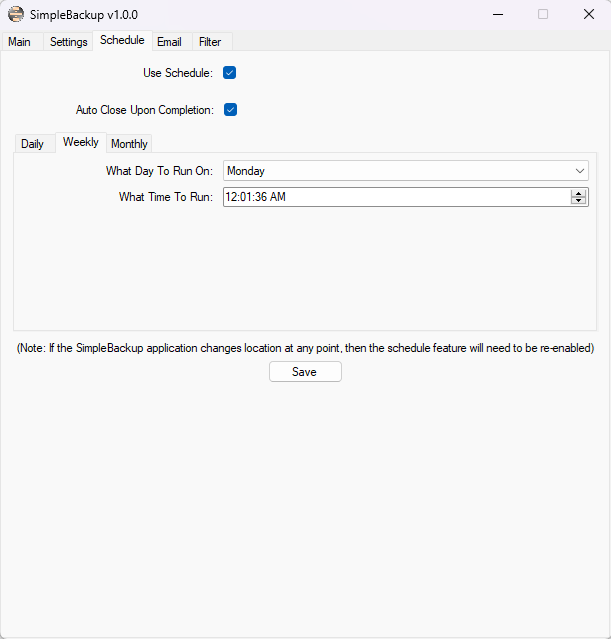 SimpleBackup v1.0.0
Main Settings Schedule Email Filter
Use Schedule:
Auto Close Upon Completion:
Daily Weekly Monthly
What Day To Run On: Monday
What Time To Run: 12:01:36 AM
(Note: If the SimpleBackup application changes location at any point, then the schedule feature will need to be re-enabled)
Save